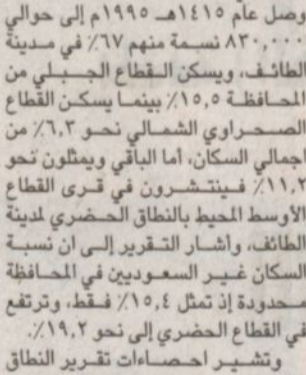 وصل عام ١٤١٥هـ ١٩٩٥م إلى حوالي
٨٣٠,٠٠٠ نسمة منهم ٦٧٪ في مدينة
الطائف، ويسكن القطاع الجبلي من
المحافظة ١٥,٥٪ بينما يسكن القطاع
الصحراوي الشمالي نحو ٦,٣٪ من
اجمالي السكان، أما الباقي ويمثلون نحو
١١,٢٪ فينتشرون في قرى القطاع
الأوسط المحيط بالنطاق الحضري لمدينة
الطائف، وأشار التقرير إلى ان نسبة
السكان غير السعوديين في المحافظة
محدودة إذ تمثل ١٥,٤٪ فقط، وترتفع
في القطاع الحضري إلى نحو ١٩,٢٪.
وتشير احصاءات تقرير النطاق